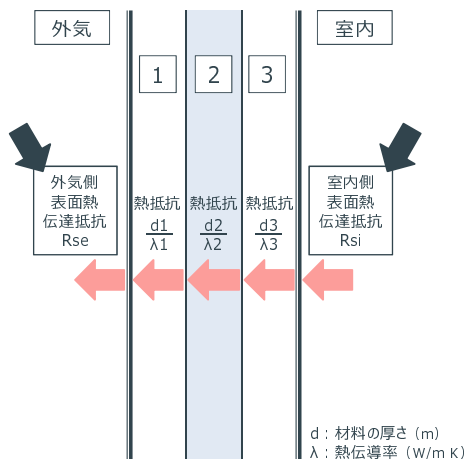 外気
室内
1
2
3
外気側
表面熱
伝達抵抗
Rse
熱抵抗
d1
λ1
熱抵抗
d2
λ2
熱抵抗
d3
λ3
室内側
表面熱
伝達抵抗
Rsi
d : 材料の厚さ (m)
λ : 熱伝導率 (W/m K)